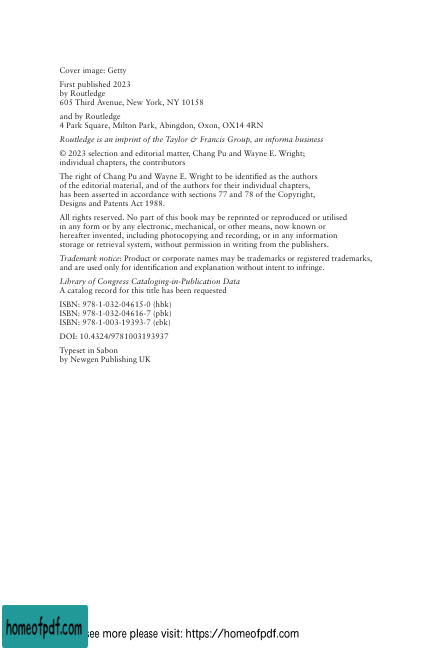 Cover image: Getty
First published 2023
by Routledge
605 Third Avenue, New York, NY 10158
and by Routledge
4 Park Square, Milton Park, Abingdon, Oxon, OX14 4RN
Routledge is an imprint of the Taylor & Francis Group, an informa business
© 2023 selection and editorial matter, Chang Pu and Wayne E. Wright;
individual chapters, the contributors
The right of Chang Pu and Wayne E. Wright to be identified as the authors
of the editorial material, and of the authors for their individual chapters,
has been asserted in accordance with sections 77 and 78 of the Copyright,
Designs and Patents Act 1988.
All rights reserved. No part of this book may be reprinted or reproduced or utilised
in any form or by any electronic, mechanical, or other means, now known or
hereafter invented, including photocopying and recording, or in any information
storage or retrieval system, without permission in writing from the publishers.
Trademark notice: Product or corporate names may be trademarks or registered trademarks,
and are used only for identification and explanation without intent to infringe.
Library of Congress Cataloging-in-Publication Data
A catalog record for this title has been requested
ISBN: 978-1-032-04615-0 (hbk)
ISBN: 978-1-032-04616-7 (pbk)
ISBN: 978-1-003-19393-7 (ebk)
DOI: 10.4324/9781003193937
Typeset in Sabon
by Newgen Publishing UK
homeofpdf.com see more please visit: https://homeofpdf.com